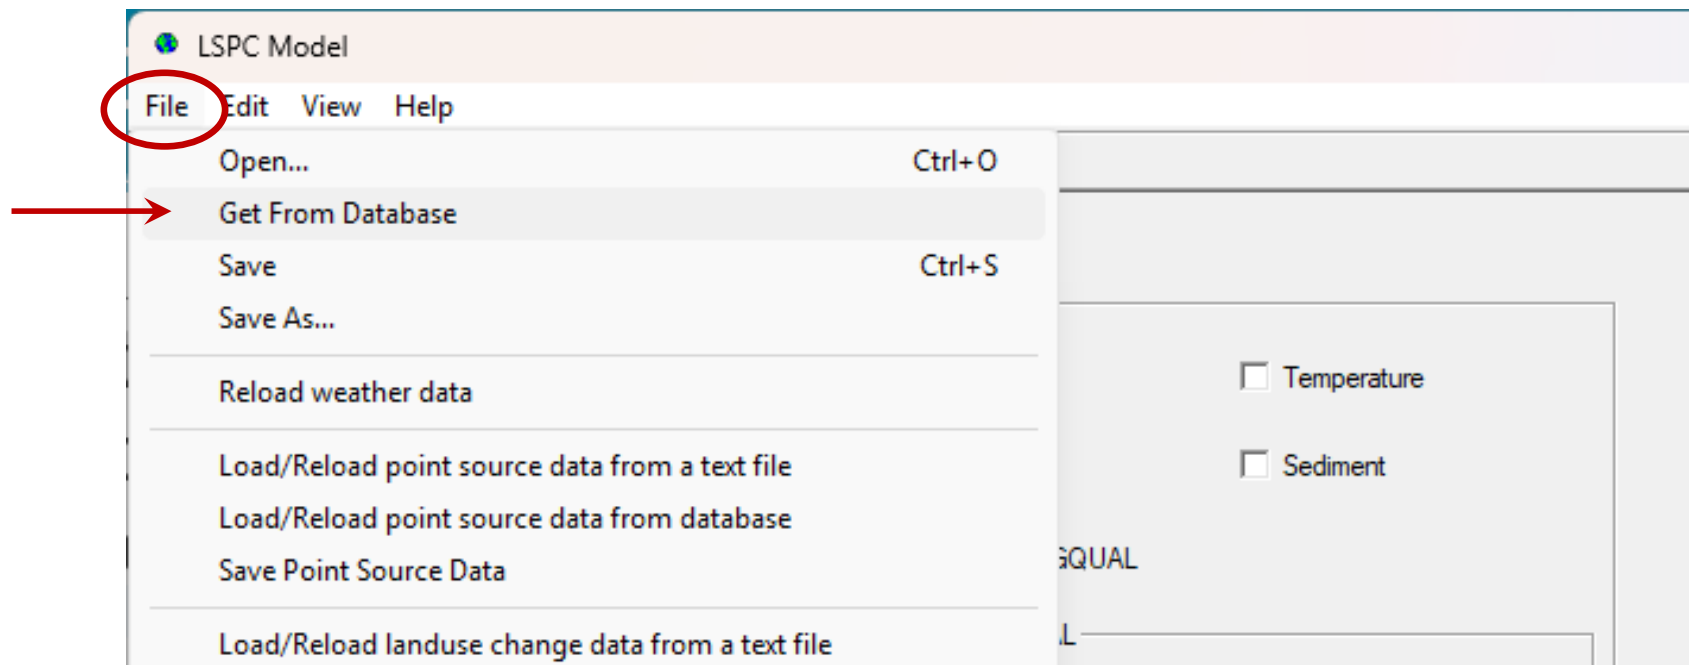 LSPC Model
File Edit View Help
Open... Ctrl+O
Get From Database
Save Ctrl+S
Save As...
Temperature
Reload weather data
Load/Reload point source data from a text file
Sediment
Load/Reload point source data from database
GQUAL
Save Point Source Data
Load/Reload landuse change data from a text file